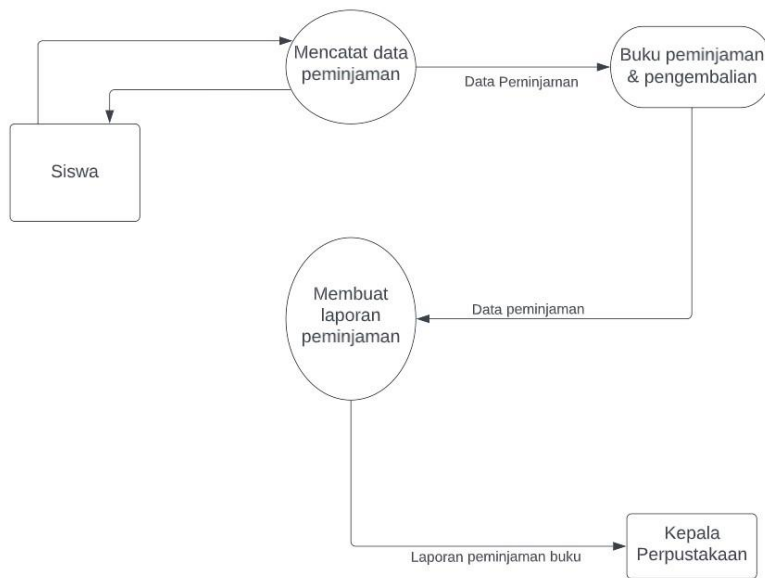 Mencatat data
peminjaman
Data Peminjaman
Buku peminjaman
& pengembalian
Siswa
Membuat
laporan
peminjaman
Data peminjaman
Laporan peminjaman buku
Kepala
Perpustakaan